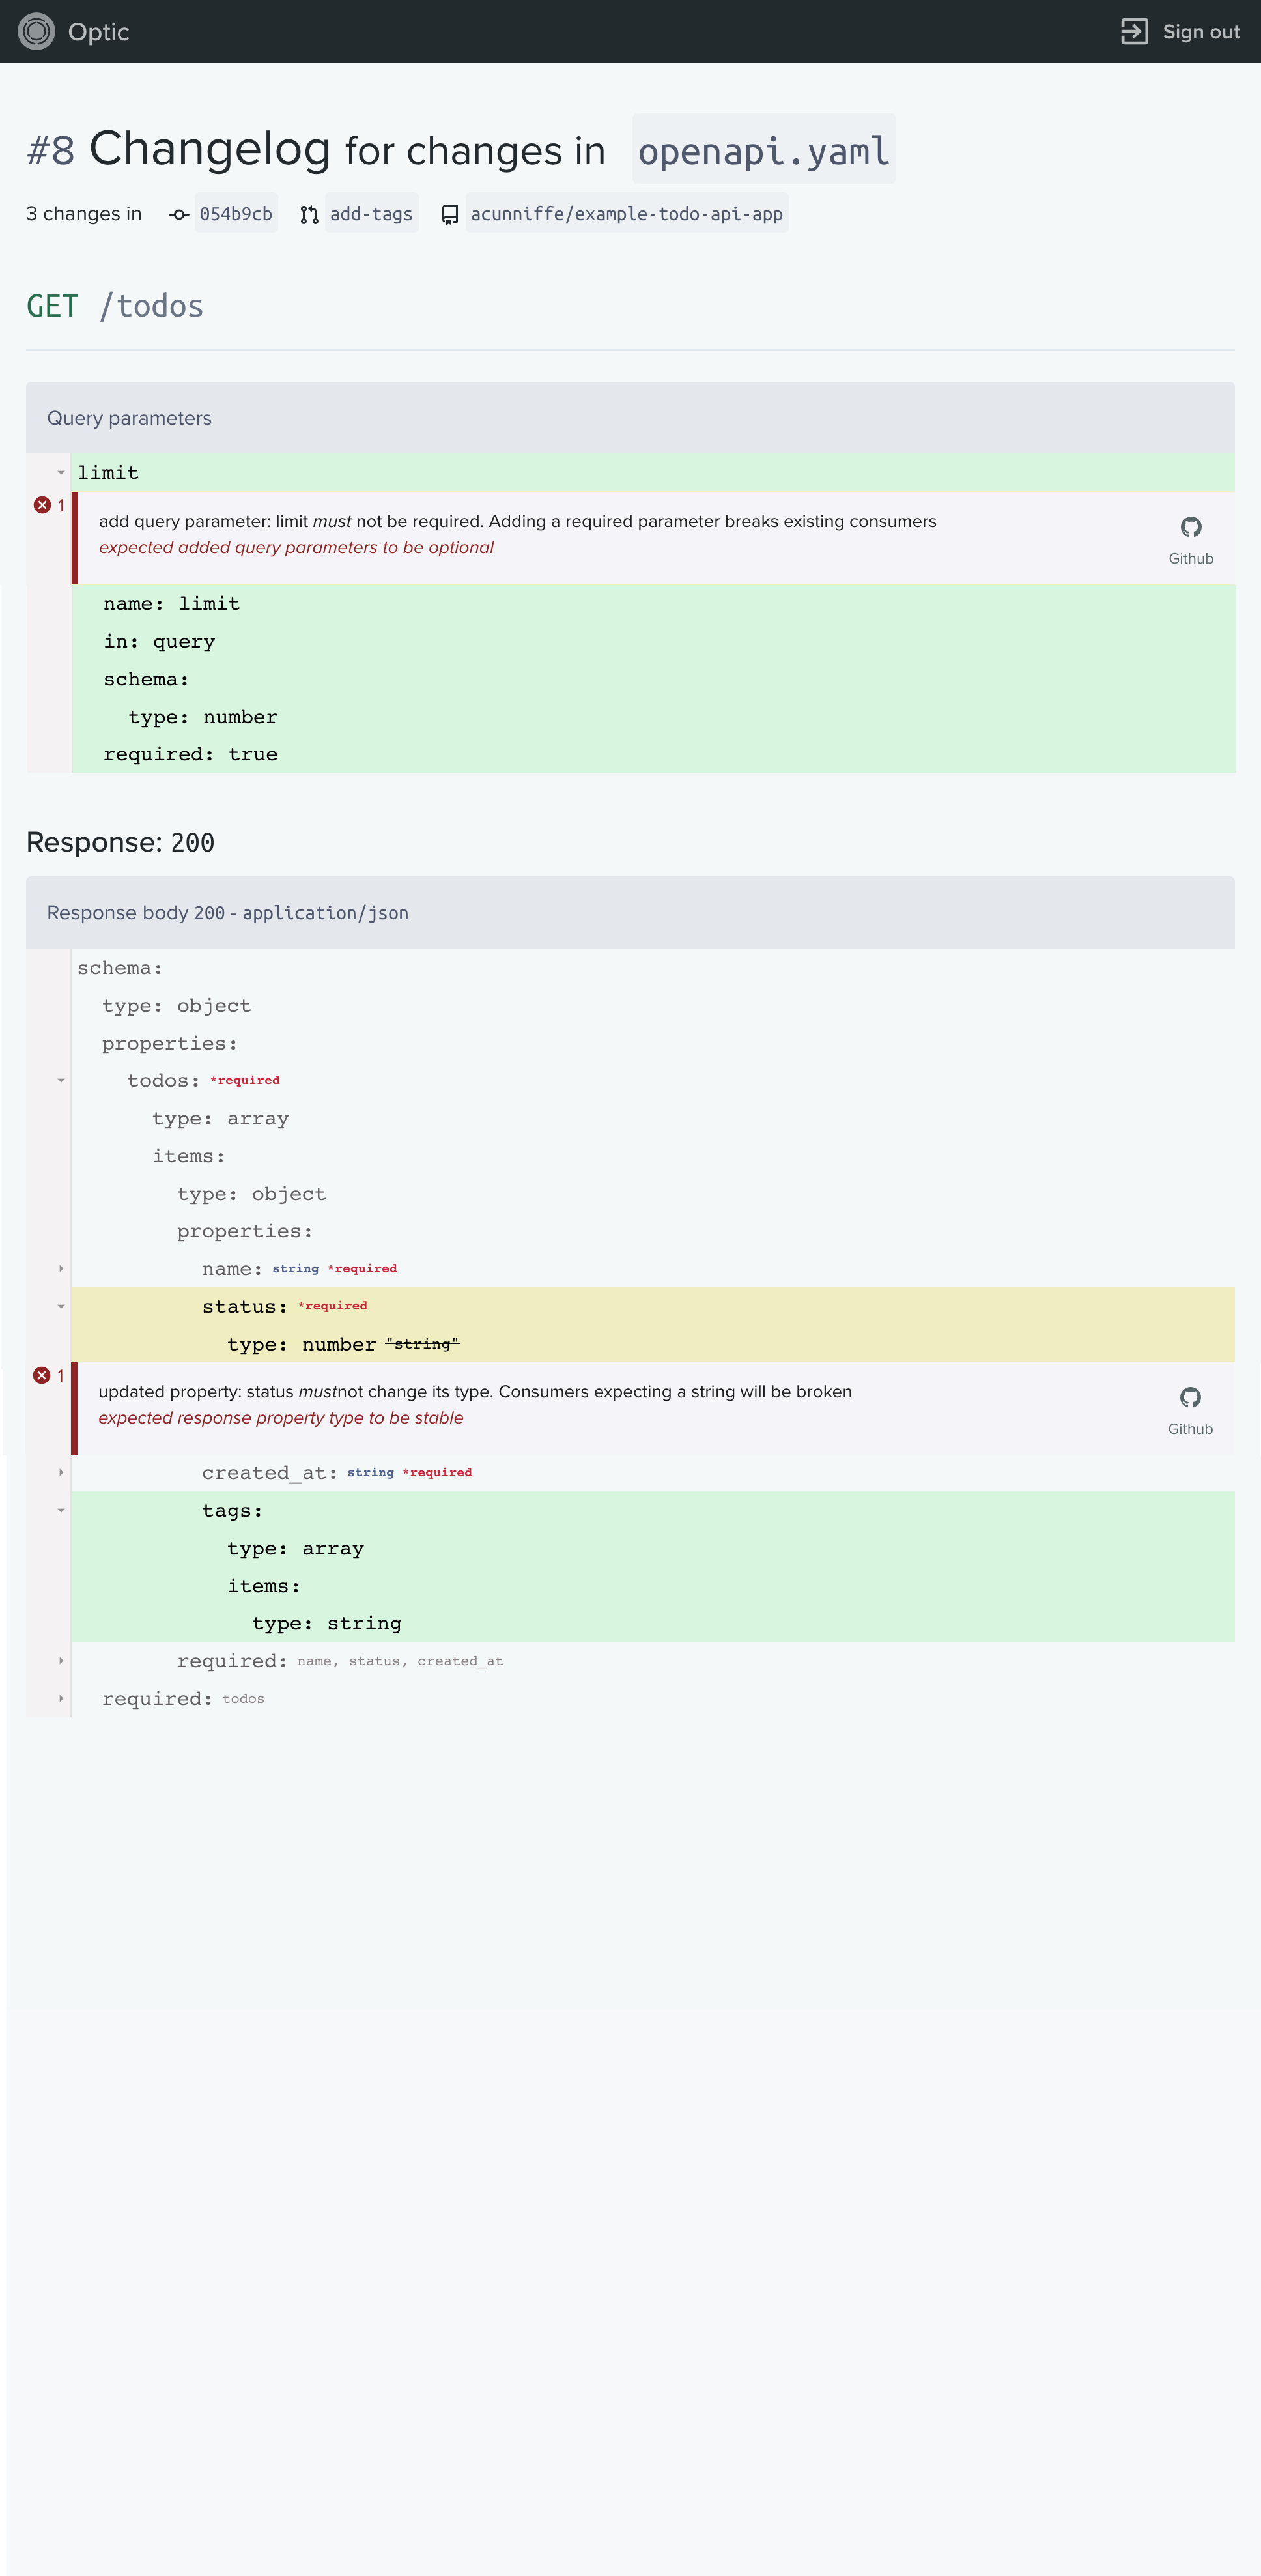 Optic
Sign out
#8 Changelog for changes in openapi.yaml
3 changes in 054b9cb add-tags acunniffe/example-todo-api-app
GET /todos
Query parameters
limit
1
add query parameter: limit must not be required. Adding a required parameter breaks existing consumers
expected added query parameters to be optional
Github
name: limit
in: query
schema:
type: number
required: true
Response: 200
Response body 200 - application/json
schema:
type: object
properties:
todos: *required
type: array
items:
type: object
properties:
name: string *required
status: *required
type: number "string"
1
updated property: status mustnot change its type. Consumers expecting a string will be broken
expected response property type to be stable
Github
created_at: string *required
tags:
type: array
items:
type: string
required: name, status, created_at
required: todos